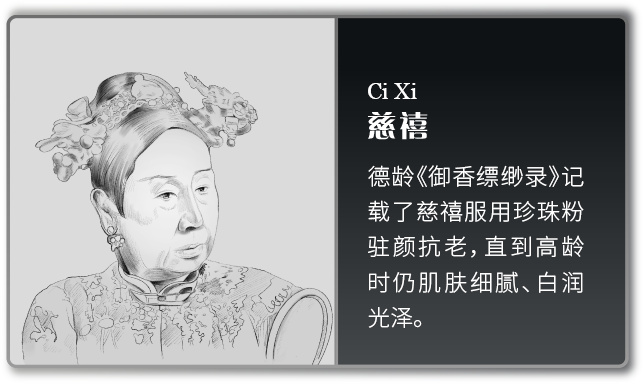 Ci Xi
慈禧
德龄《御香缥缈录》记
载了慈禧服用珍珠粉
驻颜抗老，直到高龄
时仍肌肤细腻、白润
光泽。